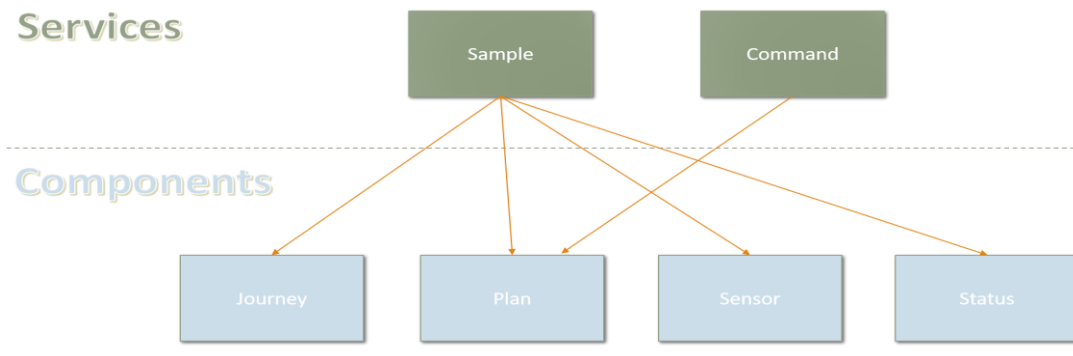 Services
Sample
Command
Components
Journey
Plan
Sensor
Status